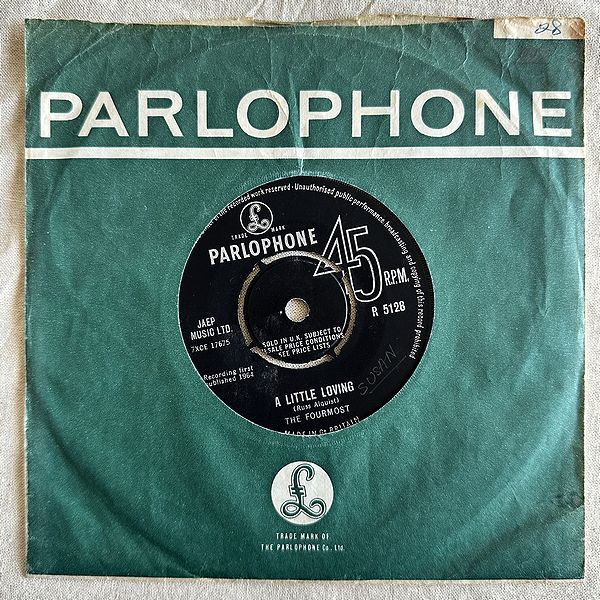 28
PARLOPHONE
the recorded work reserved · Unauthorised public performance, broadcasting and copying of this record prohibited
£
TRADE MARK
PARLOPHONE
45
R.P.M.
R 5128
JAEP
MUSIC LTD.
7XCE 17675
SOLD IN U.K. SUBJECT TO
RESALE PRICE CONDITIONS
SEE PRICE LISTS
Recording first
published 1964
SUSAN
A LITTLE LOVING
(Russ Alquist)
THE FOURMOST
MADE IN Gt. BRITAIN
£
TRADE MARK OF
THE PARLOPHONE Co., Ltd.